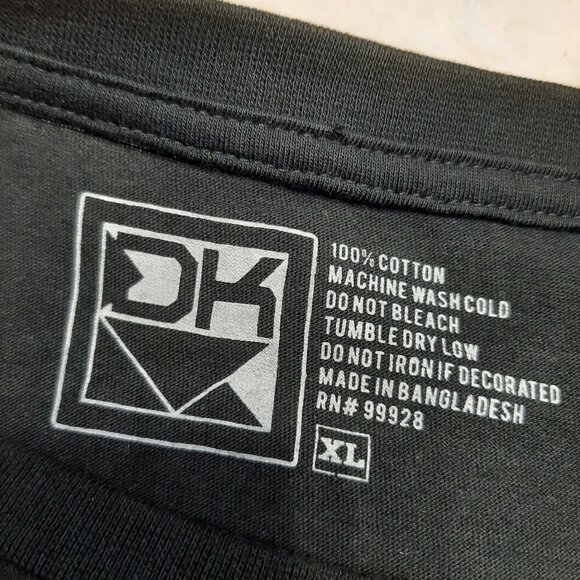 DK
100% COTTON
MACHINE WASH COLD
DO NOT BLEACH
TUMBLE DRY LOW
DO NOT IRON IF DECORATED
MADE IN BANGLADESH
RN# 99928
XL